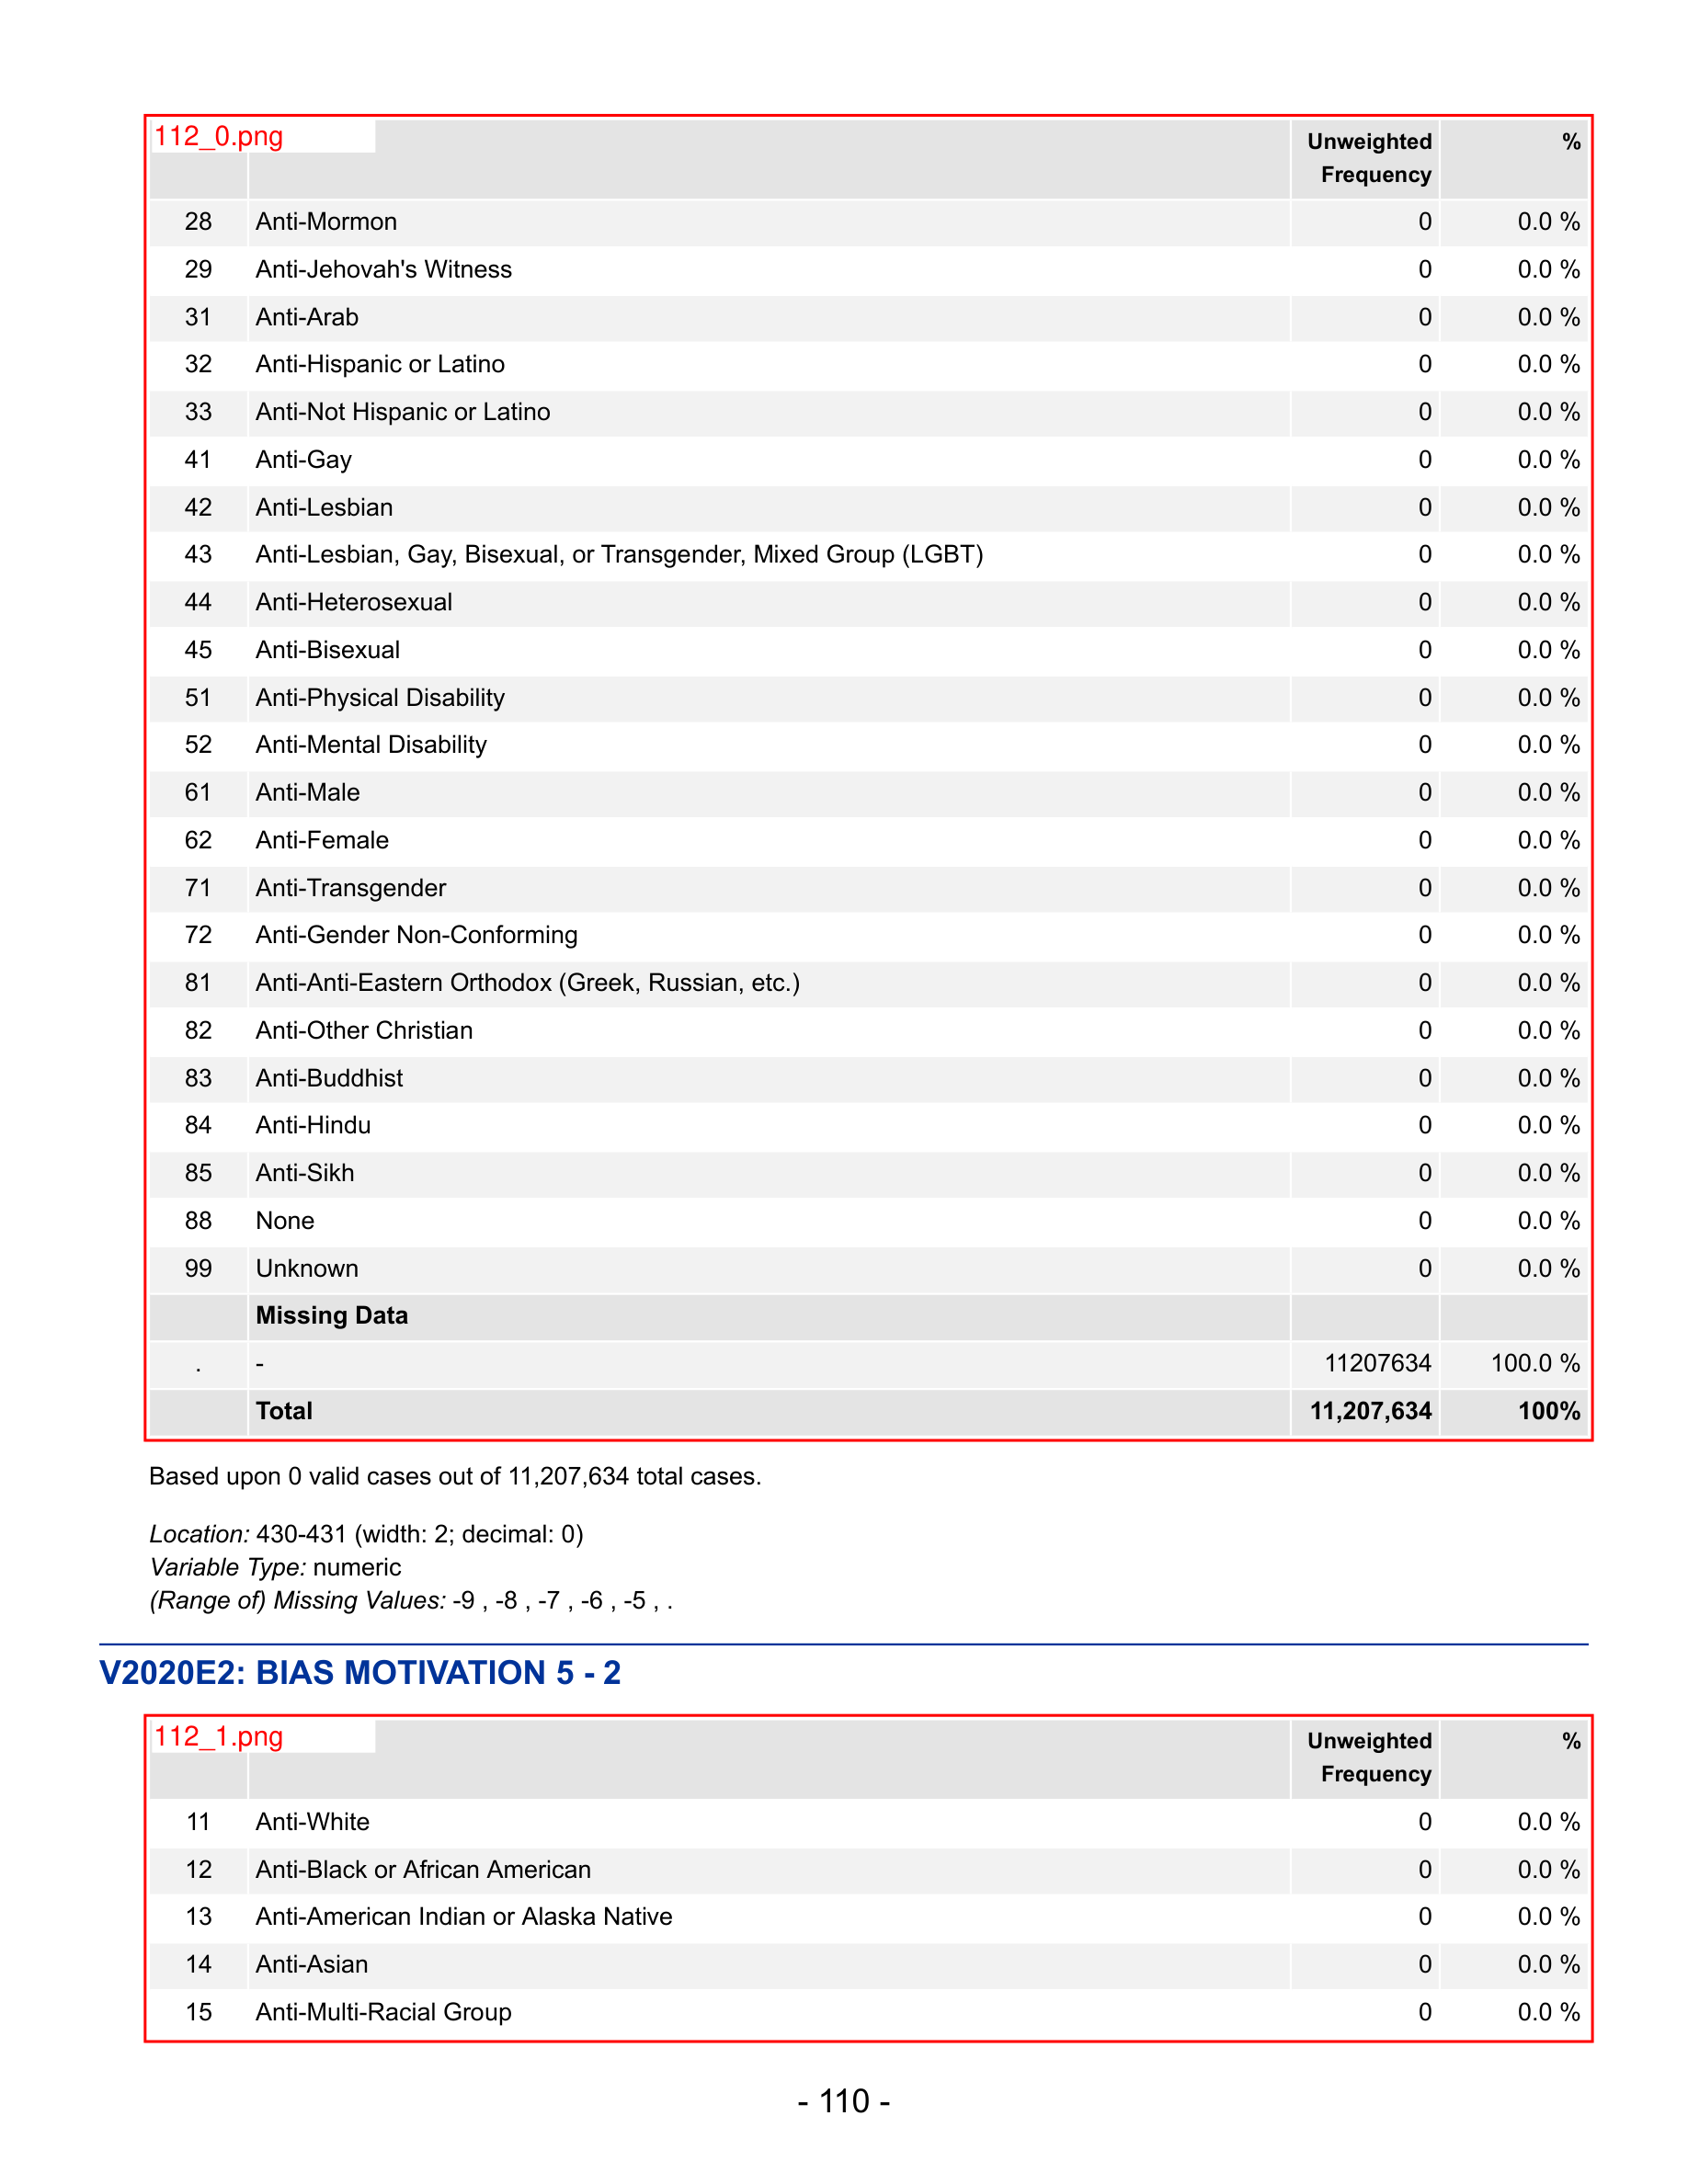 112_0.png
Unweighted Frequency %
28 Anti-Mormon 0 0.0 %
29 Anti-Jehovah's Witness 0 0.0 %
31 Anti-Arab 0 0.0 %
32 Anti-Hispanic or Latino 0 0.0 %
33 Anti-Not Hispanic or Latino 0 0.0 %
41 Anti-Gay 0 0.0 %
42 Anti-Lesbian 0 0.0 %
43 Anti-Lesbian, Gay, Bisexual, or Transgender, Mixed Group (LGBT) 0 0.0 %
44 Anti-Heterosexual 0 0.0 %
45 Anti-Bisexual 0 0.0 %
51 Anti-Physical Disability 0 0.0 %
52 Anti-Mental Disability 0 0.0 %
61 Anti-Male 0 0.0 %
62 Anti-Female 0 0.0 %
71 Anti-Transgender 0 0.0 %
72 Anti-Gender Non-Conforming 0 0.0 %
81 Anti-Anti-Eastern Orthodox (Greek, Russian, etc.) 0 0.0 %
82 Anti-Other Christian 0 0.0 %
83 Anti-Buddhist 0 0.0 %
84 Anti-Hindu 0 0.0 %
85 Anti-Sikh 0 0.0 %
88 None 0 0.0 %
99 Unknown 0 0.0 %
Missing Data
. - 11207634 100.0 %
Total 11,207,634 100%
Based upon 0 valid cases out of 11,207,634 total cases.
Location: 430-431 (width: 2; decimal: 0)
Variable Type: numeric
(Range of) Missing Values: -9 , -8 , -7 , -6 , -5 , .
V2020E2: BIAS MOTIVATION 5 - 2
112_1.png
Unweighted Frequency %
11 Anti-White 0 0.0 %
12 Anti-Black or African American 0 0.0 %
13 Anti-American Indian or Alaska Native 0 0.0 %
14 Anti-Asian 0 0.0 %
15 Anti-Multi-Racial Group 0 0.0 %
- 110 -